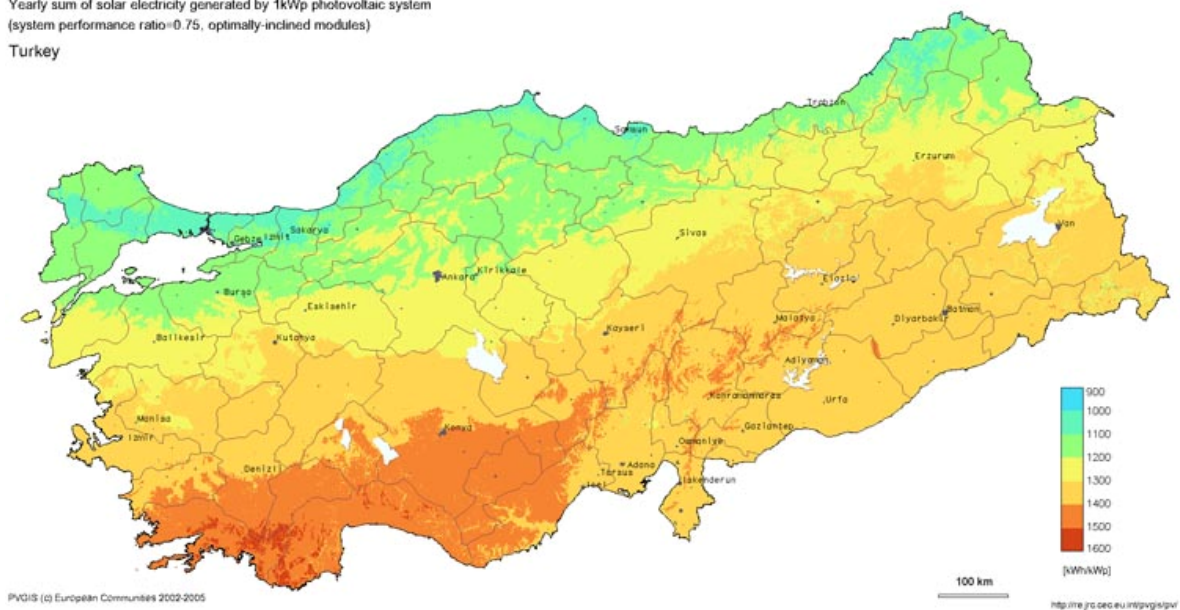 Yearly sum of solar electricity generated by 1kWp photovoltaic system
(system performance ratio=0.75, optimally-inclined modules)
Turkey
Trabzon
Samsun
Erzurum
Van
Sakarya
Gebze Izmit
Sivas
Ankara Kirikkale
Elazig
Bursa
Eskisehir
Batman
Diyarbakir
Malatya
Kayseri
Balikesir
Kutahya
Adiyaman
900
Kahramanmaras
Urfa
1000
Manisa
Konya
Gaziantep
1100
Izmir
Osmaniye
1200
Denizli
Adana
Tarsus
1300
Icel
Iskenderun
1400
1500
1600
[kWh/kWp]
100 km
PVGIS (c) European Communities 2002-2005
http://re.jrc.cec.eu.int/pvgis/pv/